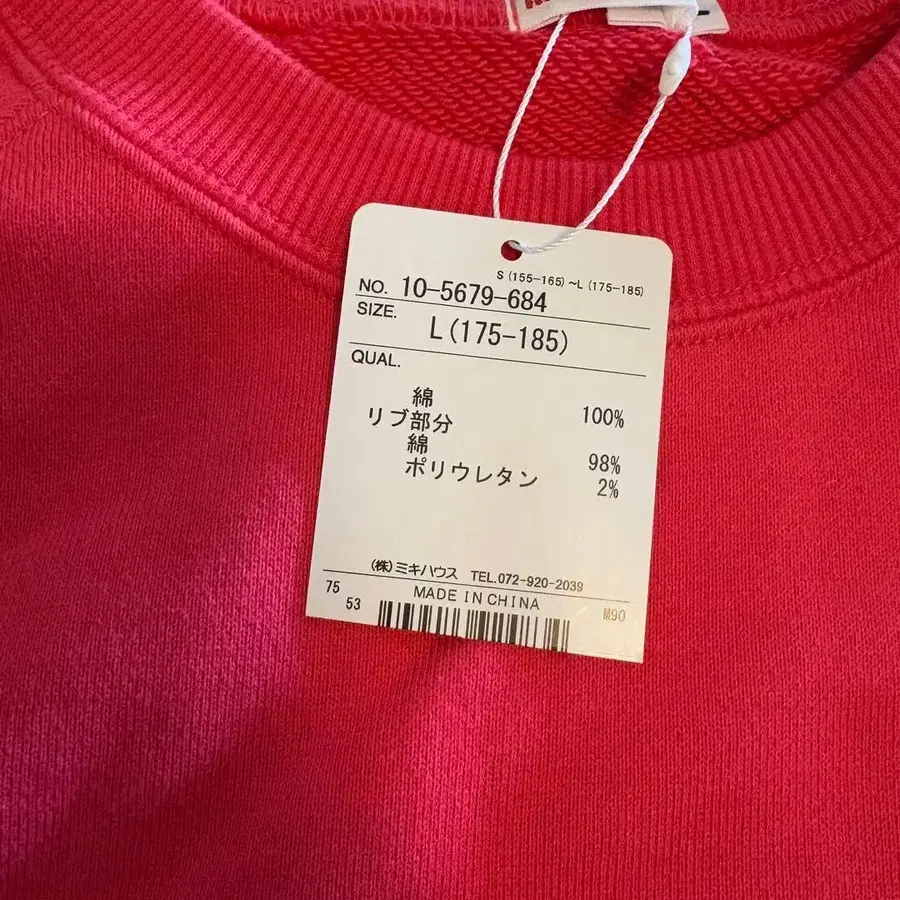 S (155-165) ~L (175-185)
NO. 10-5679-684
SIZE. L(175-185)
QUAL.
綿 100%
リブ部分
綿 98%
ポリウレタン 2%
(株)ミキハウス TEL.072-920-2039
75 MADE IN CHINA
53 M90